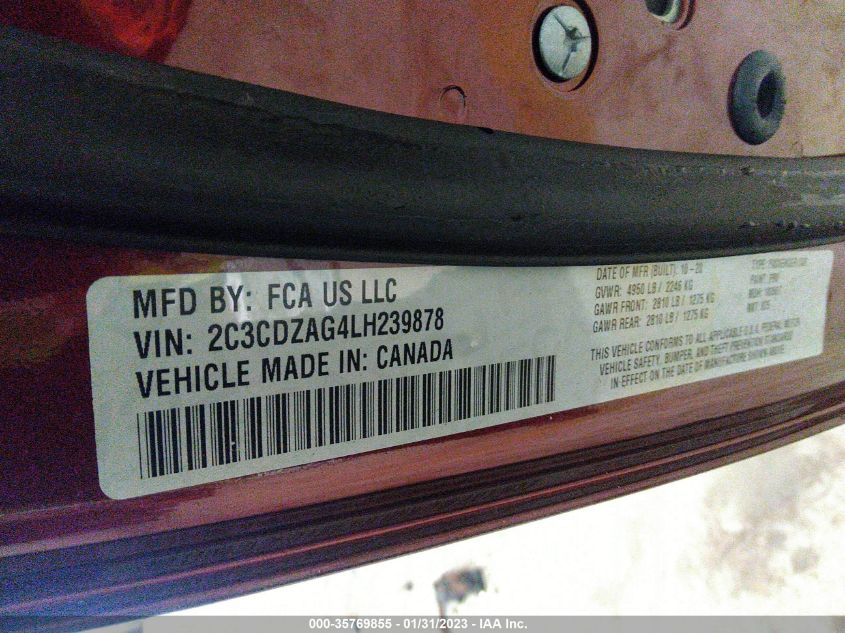 MFD BY: FCA US LLC
VIN: 2C3CDZAG4LH239878
VEHICLE MADE IN: CANADA
DATE OF MFR (BUILT): 10-20
GVWR: 4950 LB / 2246 KG
GAWR FRONT: 2810 LB / 1275 KG
GAWR REAR: 2810 LB / 1275 KG
THIS VEHICLE CONFORMS TO ALL APPLICABLE U.S.A. FEDERAL MOTOR
VEHICLE SAFETY, BUMPER, AND THEFT PREVENTION STANDARDS
IN EFFECT ON THE DATE OF MANUFACTURE SHOWN ABOVE
TYPE:
PAINT:
MDH:
000-35769855 - 01/31/2023 - IAA Inc.